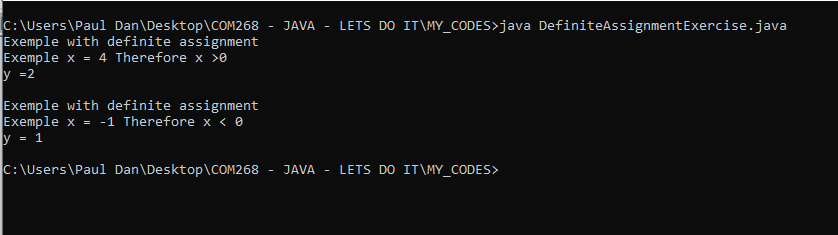 C:\Users\Paul Dan\Desktop\COM268 - JAVA - LETS DO IT\MY_CODES>java DefiniteAssignmentExercise.java
Exemple with definite assignment
Exemple x = 4 Therefore x >0
y =2
Exemple with definite assignment
Exemple x = -1 Therefore x < 0
y = 1
C:\Users\Paul Dan\Desktop\COM268 - JAVA - LETS DO IT\MY_CODES>